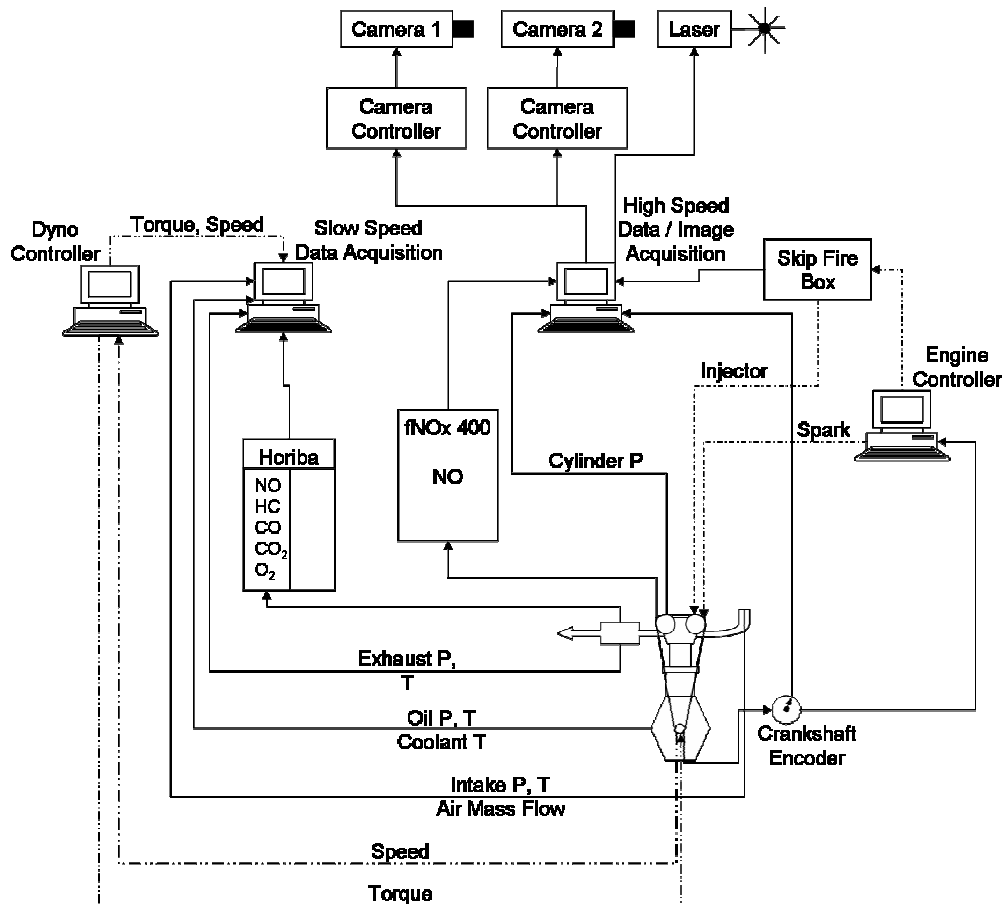 Camera 1
Camera 2
Laser
Camera
Controller
Camera
Controller
Dyno
Controller
Torque, Speed
Slow Speed
Data Acquisition
High Speed
Data / Image
Acquisition
Skip Fire
Box
Injector
Engine
Controller
Spark
fNOx 400
NO
Cylinder P
Horiba
NO
HC
CO
CO₂
O₂
Exhaust P,
T
Oil P, T
Coolant T
Crankshaft
Encoder
Intake P, T
Air Mass Flow
Speed
Torque